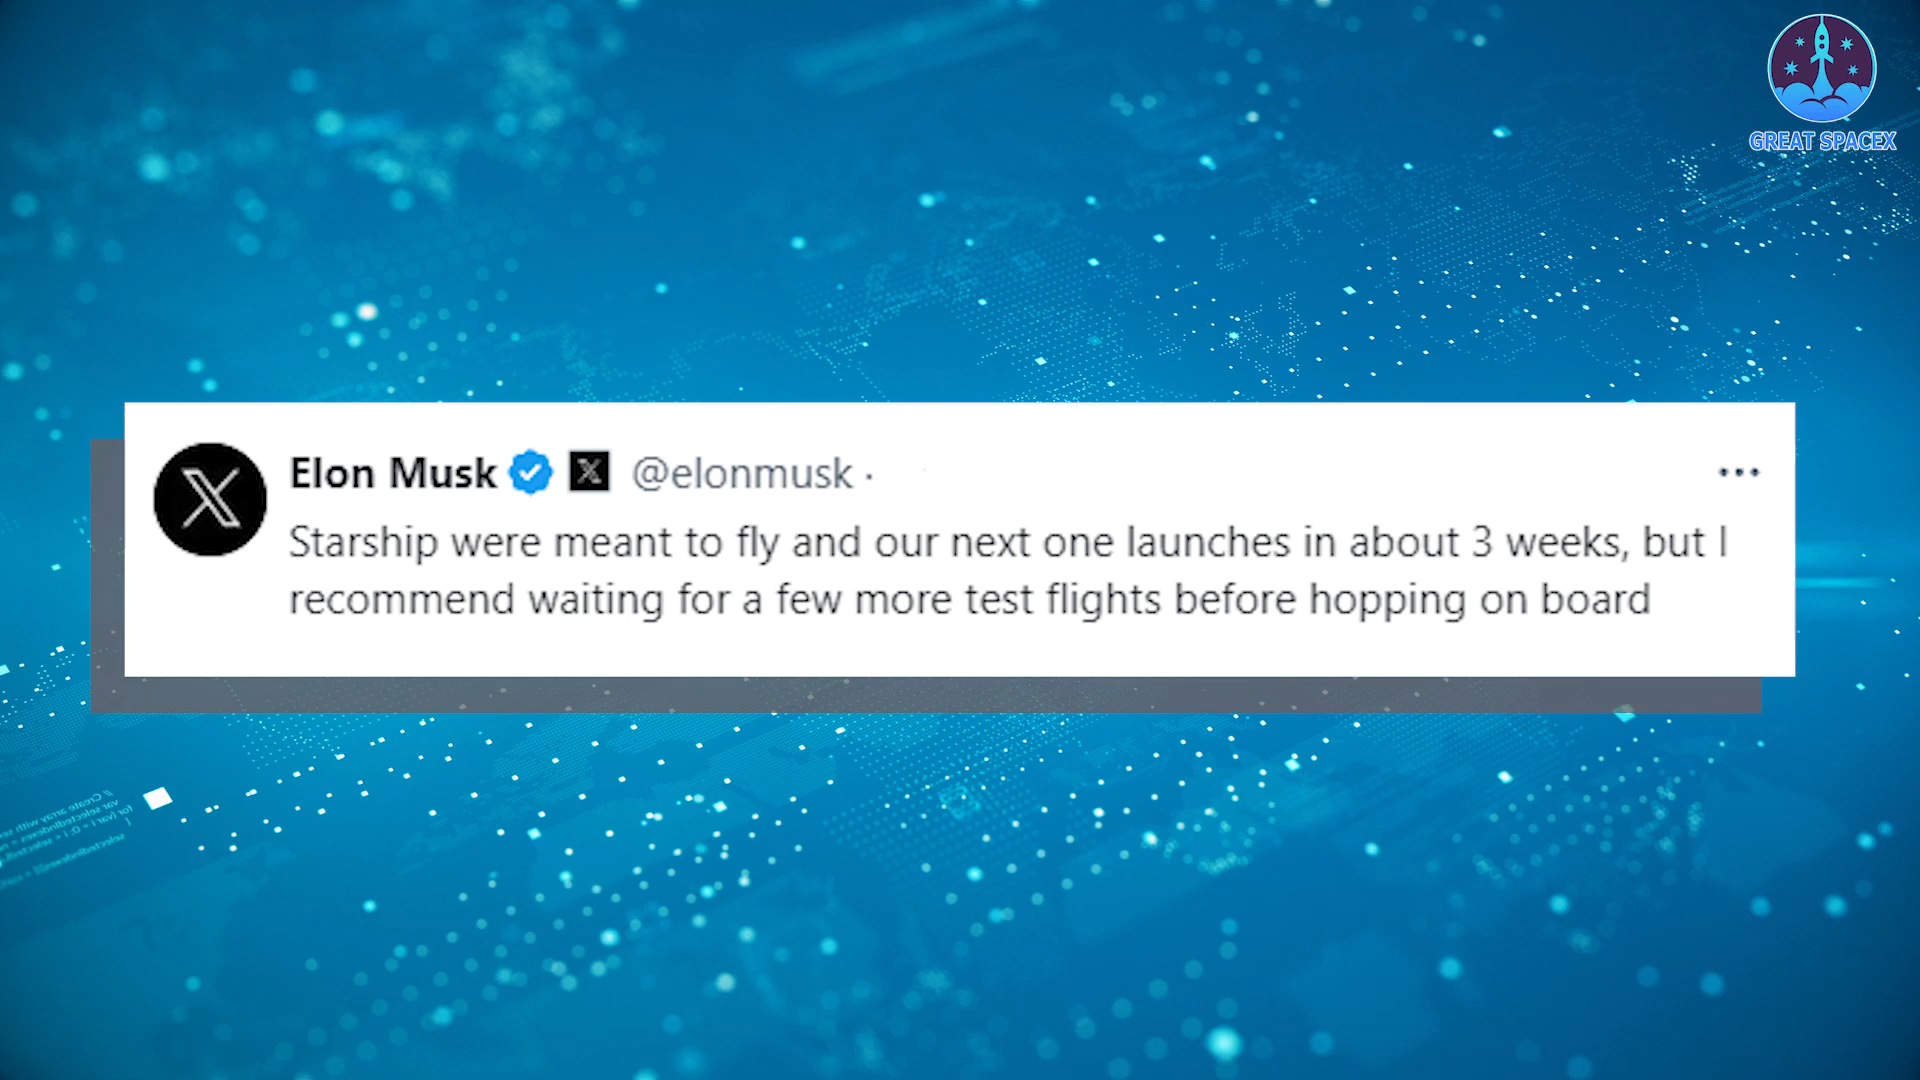 GREAT SPACEX
Elon Musk @elonmusk ·
Starship were meant to fly and our next one launches in about 3 weeks, but I
recommend waiting for a few more test flights before hopping on board